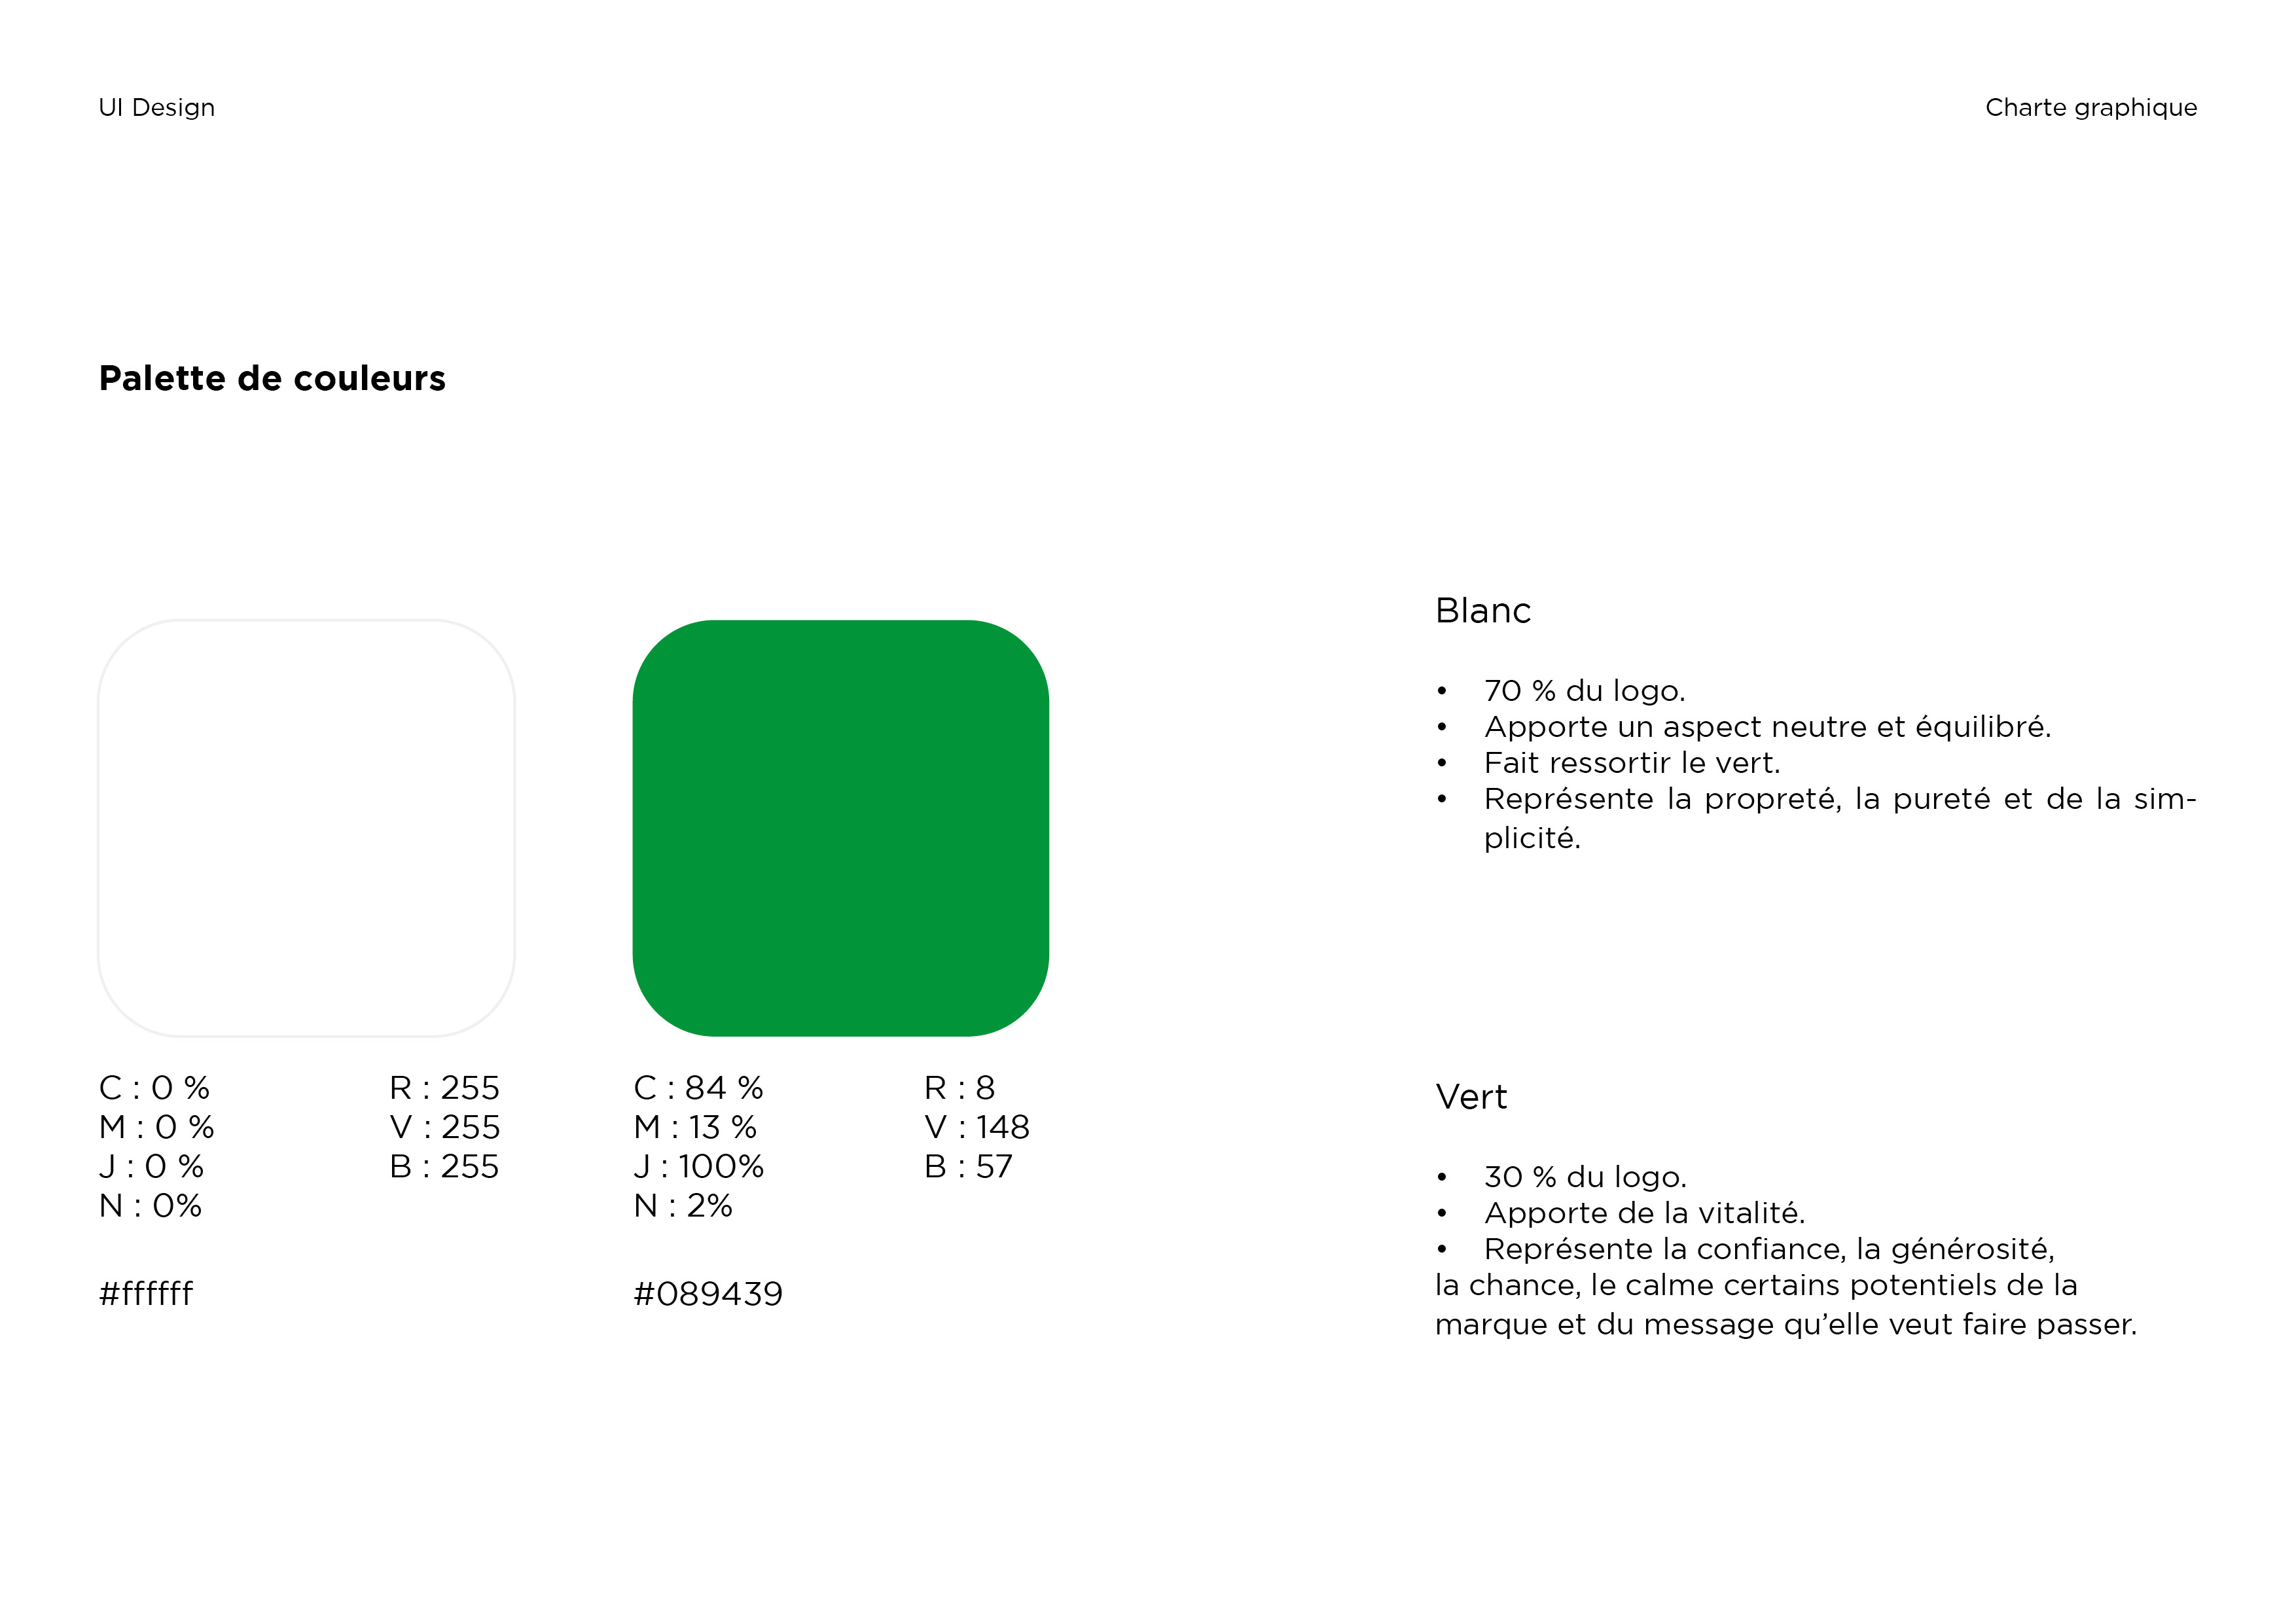 UI Design
Charte graphique
Palette de couleurs
C : 0 %
M : 0 %
J : 0 %
N : 0%
R : 255
V : 255
B : 255
#ffffff
C : 84 %
M : 13 %
J : 100%
N : 2%
R : 8
V : 148
B : 57
#089439
Blanc
• 70 % du logo.
• Apporte un aspect neutre et équilibré.
• Fait ressortir le vert.
• Représente la propreté, la pureté et de la sim-
plicité.
Vert
• 30 % du logo.
• Apporte de la vitalité.
• Représente la confiance, la générosité,
la chance, le calme certains potentiels de la
marque et du message qu’elle veut faire passer.